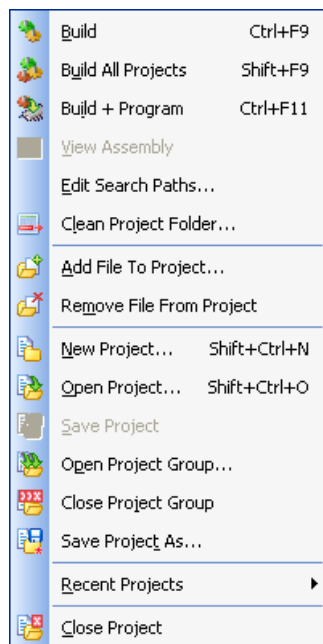 Build Ctrl+F9
Build All Projects Shift+F9
Build + Program Ctrl+F11
View Assembly
Edit Search Paths...
Clean Project Folder...
Add File To Project...
Remove File From Project
New Project... Shift+Ctrl+N
Open Project... Shift+Ctrl+O
Save Project
Open Project Group...
Close Project Group
Save Project As...
Recent Projects
Close Project